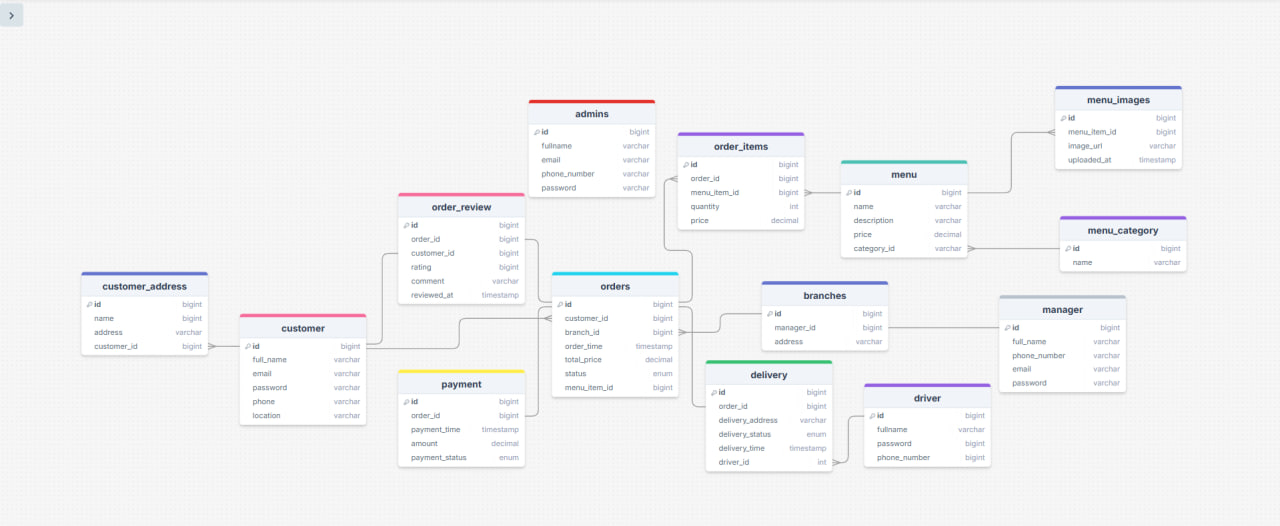 admins
id bigint
fullname varchar
email varchar
phone_number varchar
password varchar
menu_images
id bigint
menu_item_id bigint
image_url varchar
uploaded_at timestamp
order_items
id bigint
order_id bigint
menu_item_id bigint
quantity int
price decimal
menu
id bigint
name varchar
description varchar
price decimal
category_id varchar
order_review
id bigint
order_id bigint
customer_id bigint
rating bigint
comment varchar
reviewed_at timestamp
menu_category
id bigint
name varchar
customer_address
id bigint
name bigint
address varchar
customer_id bigint
orders
id bigint
customer_id bigint
branch_id bigint
order_time timestamp
total_price decimal
status enum
menu_item_id bigint
branches
id bigint
manager_id bigint
address varchar
manager
id bigint
full_name varchar
phone_number varchar
email varchar
password varchar
customer
id bigint
full_name varchar
email varchar
password varchar
phone varchar
location varchar
payment
id bigint
order_id bigint
payment_time timestamp
amount decimal
payment_status enum
delivery
id bigint
order_id bigint
delivery_address varchar
delivery_status enum
delivery_time timestamp
driver_id int
driver
id bigint
fullname varchar
password bigint
phone_number bigint